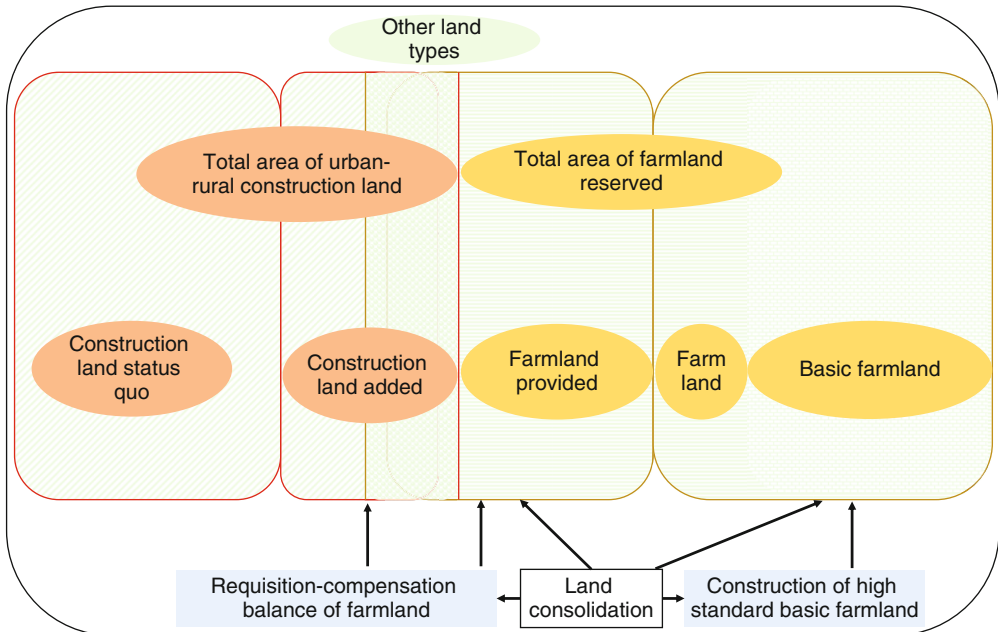 Other land
types
Total area of urban-
rural construction land
Total area of farmland
reserved
Construction
land status
quo
Construction
land added
Farmland
provided
Farm
land
Basic farmland
Requisition-compensation
balance of farmland
Land
consolidation
Construction of high
standard basic farmland